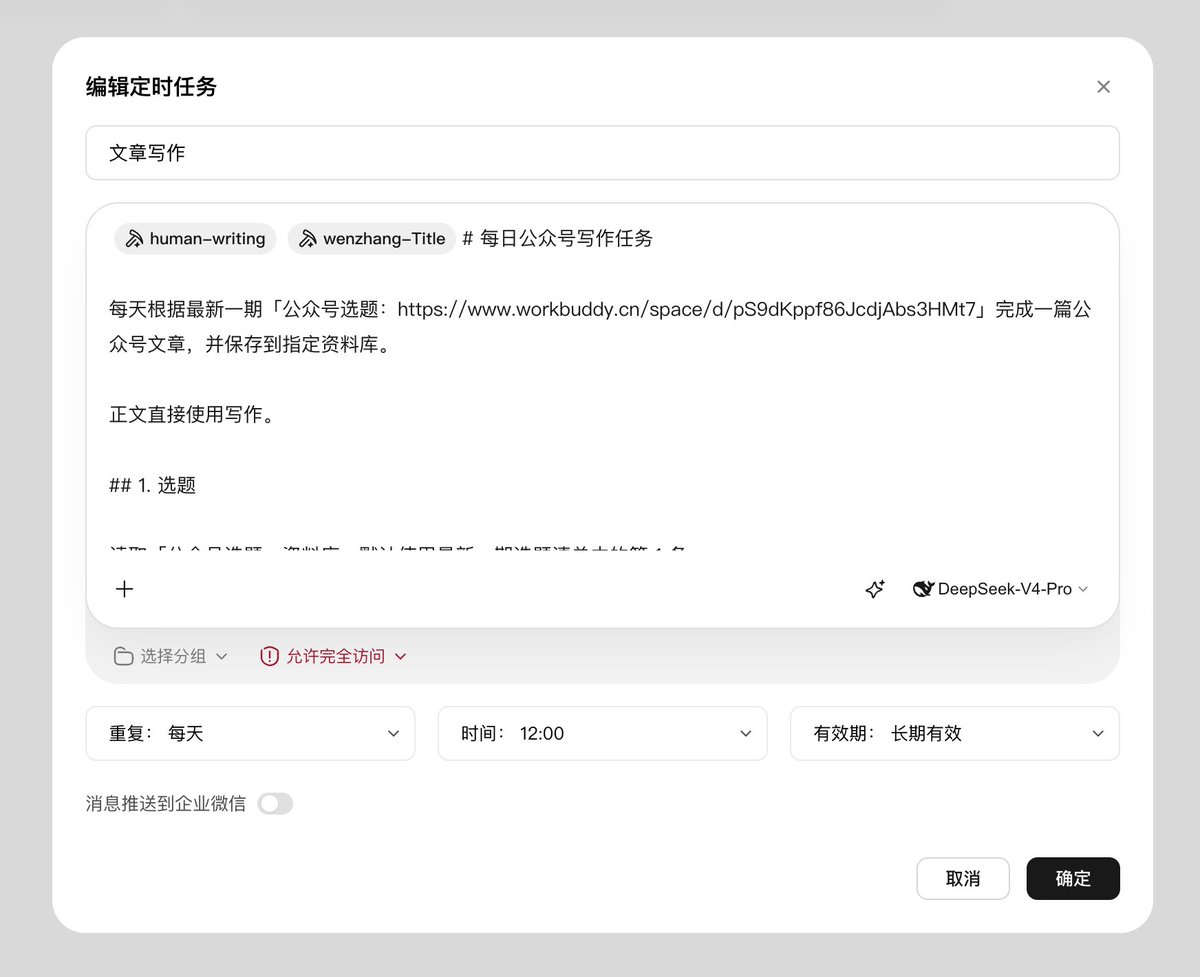 编辑定时任务
文章写作
human-writing wenzhang-Title # 每日公众号写作任务
每天根据最新一期「公众号选题：https://www.workbuddy.cn/space/d/pS9dKppf86JcdjAbs3HMt7」完成一篇公
众号文章，并保存到指定资料库。
正文直接使用写作。
## 1. 选题
DeepSeek-V4-Pro
选择分组 允许完全访问
重复： 每天 时间： 12:00 有效期： 长期有效
消息推送到企业微信
取消 确定